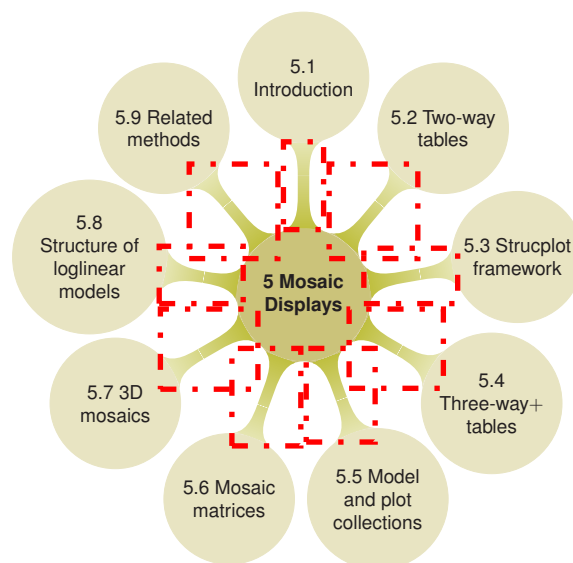 5.1
Introduction
5.2 Two-way
tables
5.3 Strucplot
framework
5.4
Three-way+
tables
5.5 Model
and plot
collections
5.6 Mosaic
matrices
5.7 3D
mosaics
5.8
Structure of
loglinear
models
5.9 Related
methods
5 Mosaic
Displays